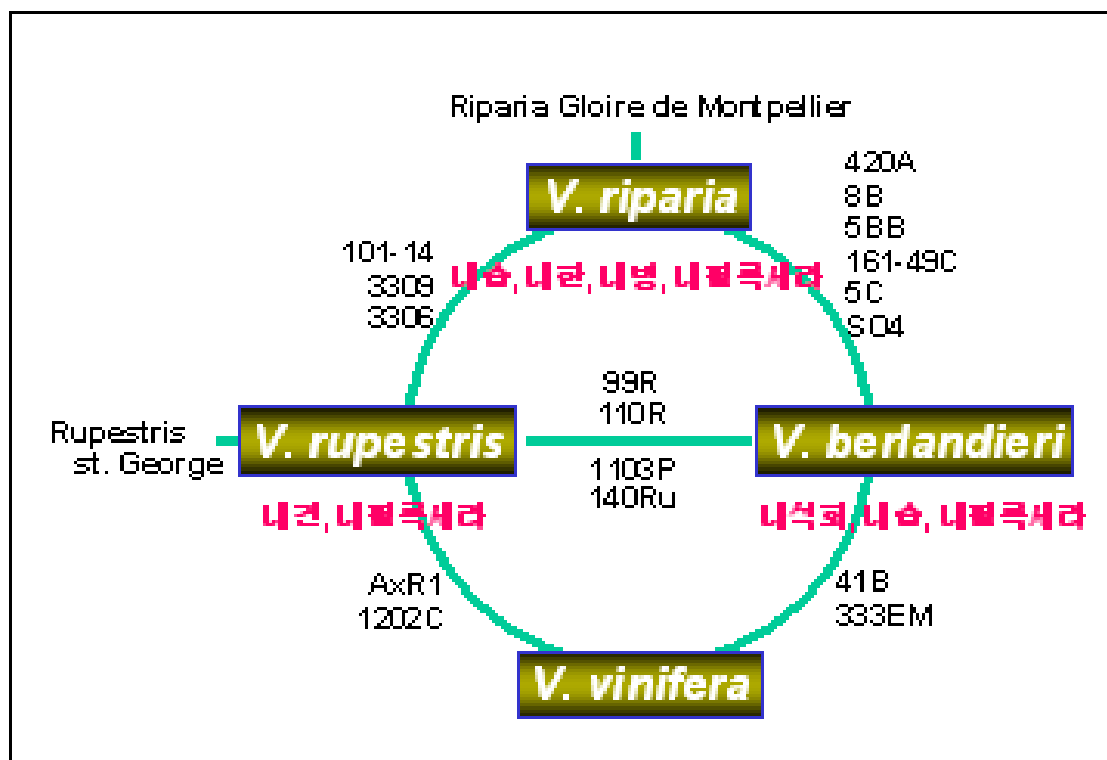 Riparia Gloire de Montpellier
V. riparia
420A
8B
5BB
161-49C
5C
SO4
101-14
3309
3306
내습, 내한, 내병, 내필록세라
99R
110R
Rupestris
st. George
V. rupestris
V. berlandieri
1103P
140Ru
내건, 내필록세라
내석회, 내습, 내필록세라
AxR1
1202C
41B
333EM
V. vinifera